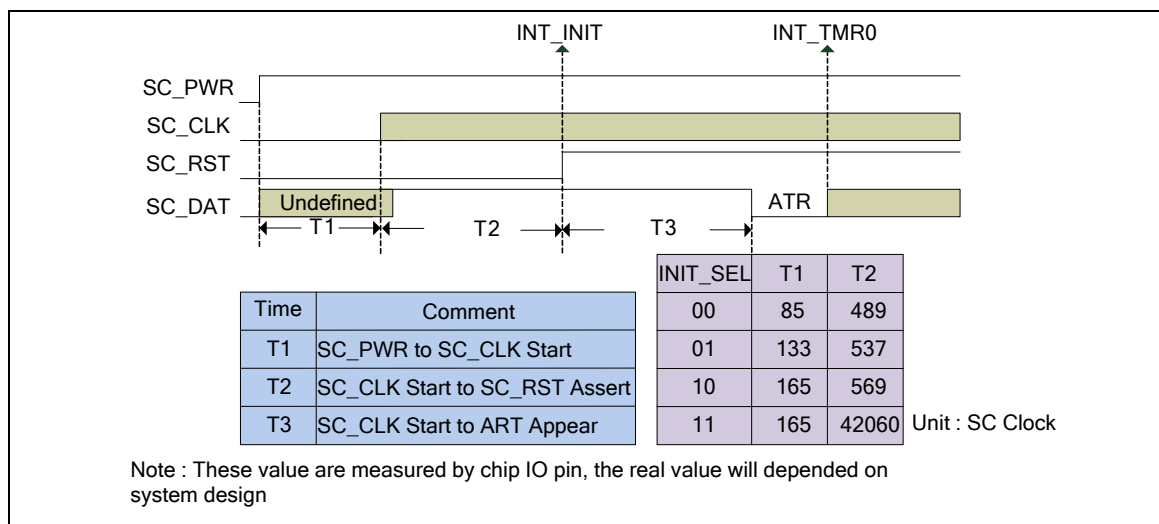 INT_INIT INT_TMR0
SC_PWR
SC_CLK
SC_RST
SC_DAT Undefined ATR
T1 T2 T3
INIT_SEL T1 T2
00 85 489
01 133 537
10 165 569
11 165 42060 Unit : SC Clock
Time Comment
T1 SC_PWR to SC_CLK Start
T2 SC_CLK Start to SC_RST Assert
T3 SC_CLK Start to ART Appear
Note : These value are measured by chip IO pin, the real value will depended on
system design